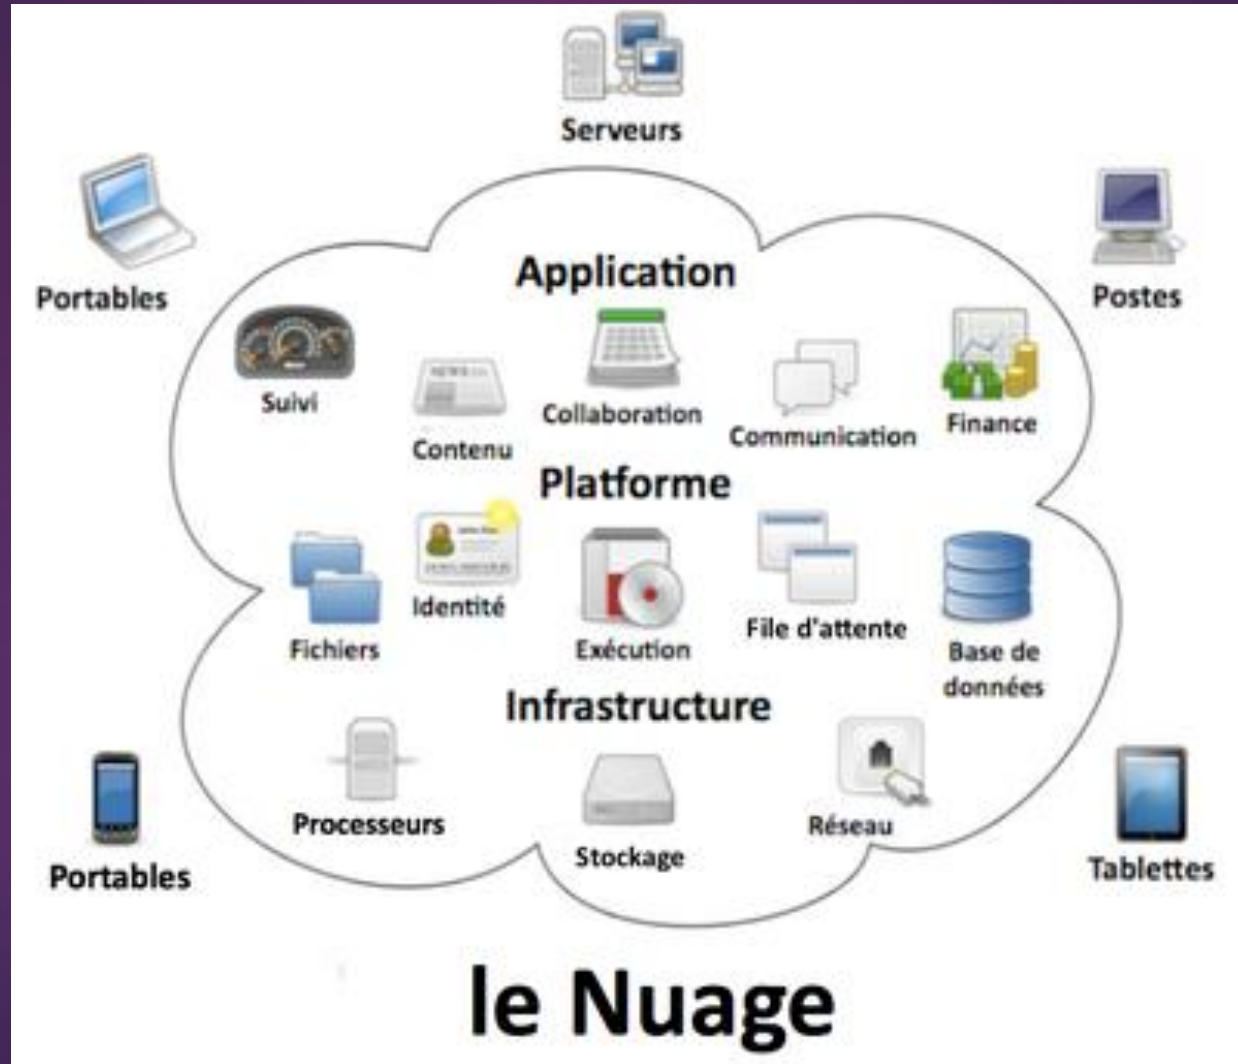 Serveurs
Portables
Postes
Application
Suivi
Contenu
Collaboration
Communication
Finance
Platforme
Fichiers
Identité
Exécution
File d'attente
Base de
données
Infrastructure
Processeurs
Stockage
Réseau
Portables
Tablettes
le Nuage